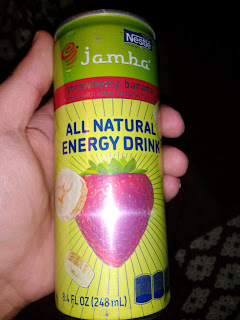 Nestlé
jamba
strawberry banana
ALL NATURAL
ENERGY DRINK
8.4 FL OZ (248 mL)